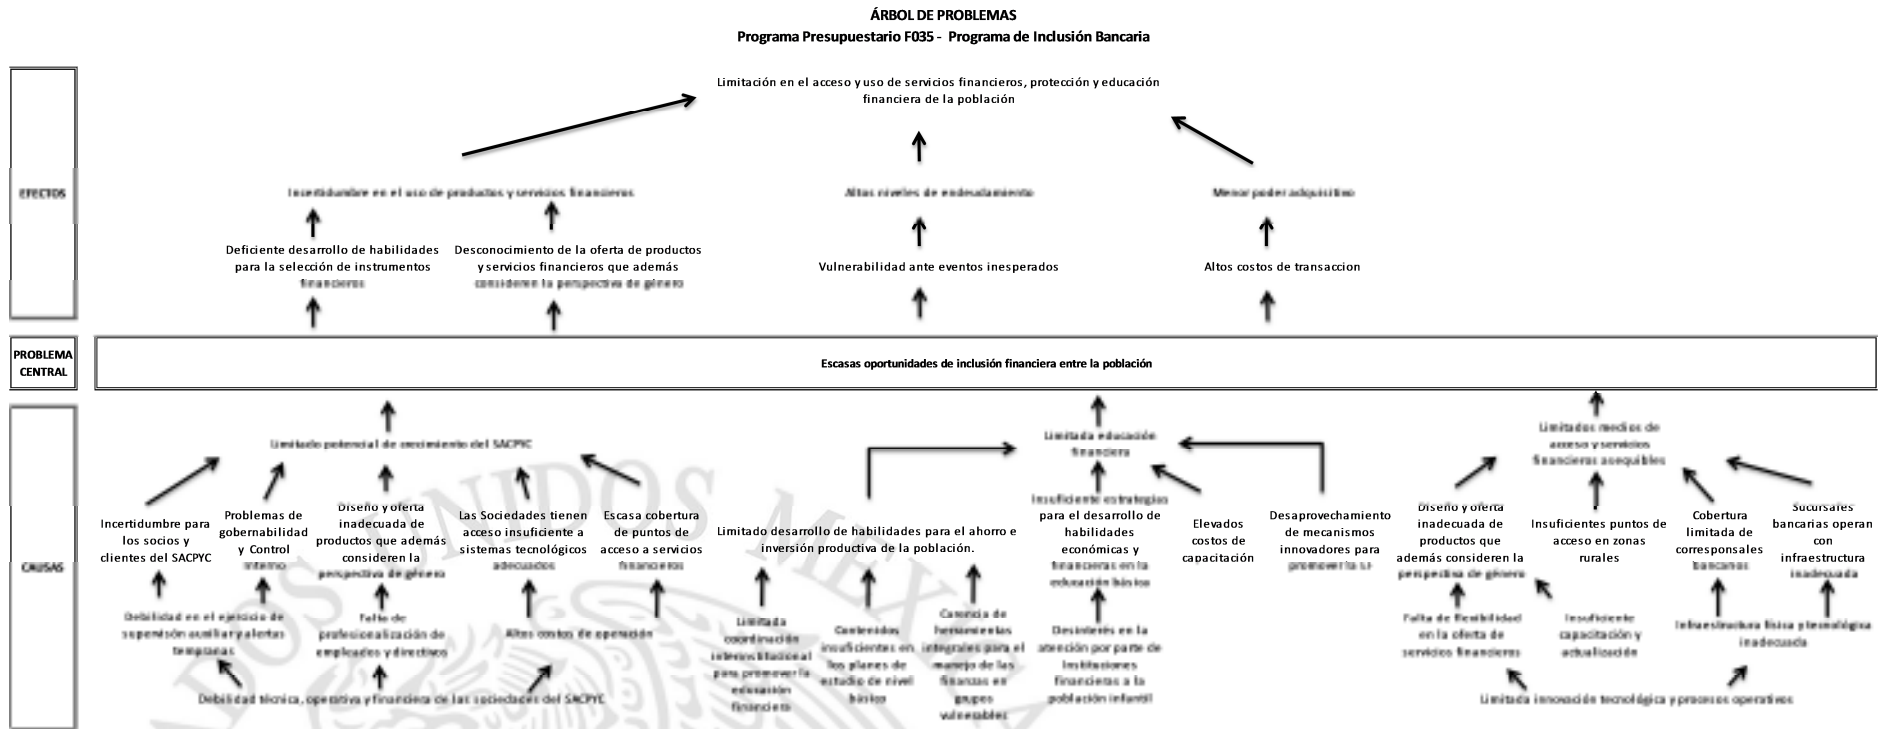 ÁRBOL DE PROBLEMAS
Programa Presupuestario F035 - Programa de Inclusión Bancaria
EFECTOS
Limitación en el acceso y uso de servicios financieros, protección y educación
financiera de la población
Incertidumbre en el uso de productos y servicios financieros
Altos niveles de endeudamiento
Menor poder adquisitivo
Deficiente desarrollo de habilidades
para la selección de instrumentos
financieros
Desconocimiento de la oferta de productos
y servicios financieros que además
consideren la perspectiva de género
Vulnerabilidad ante eventos inesperados
Altos costos de transaccion
PROBLEMA
CENTRAL
Escasas oportunidades de inclusión financiera entre la población
CAUSAS
Limitado potencial de crecimiento del SACPYC
Limitada educación
financiera
Limitados medios de
acceso y servicios
financieras asequibles
Incertidumbre para
los socios y
clientes del SACPYC
Problemas de
gobernabilidad
y Control
Interno
Diseño y oferta
inadecuada de
productos que además
consideren la
perspectiva de género
Las Sociedades tienen
acceso insuficiente a
sistemas tecnológicos
adecuados
Escasa cobertura
de puntos de
acceso a servicios
financieros
Limitado desarrollo de habilidades para el ahorro e
inversión productiva de la población.
Insuficiente estrategias
para el desarrollo de
habilidades
económicas y
financieras en la
educación básica
Elevados
costos de
capacitación
Desaprovechamiento
de mecanismos
innovadores para
promover la
Diseño y oferta
inadecuada de
productos que
además consideren la
perspectiva de género
Insuficientes puntos de
acceso en zonas
rurales
Cobertura
limitada de
corresponsales
bancarios
Sucursales
bancarias operan
con
infraestructura
inadecuada
Debilidad en el ejercicio de
supervisón auxiliar y alertas
tempranas
Falta de
profesionalización de
empleados y directivos
Altos costos de operación
Limitada
coordinación
interinstitucional
para promover la
educación
financiera
Contenidos
insuficientes en
los planes de
estudio de nivel
básico
Carencia de
herramientas
integrales para el
manejo de las
finanzas en
grupos
vulnerables
Desinterés en la
atención por parte de
Instituciones
financieras a la
población infantil
Falta de flexibilidad
en la oferta de
servicios financieros
Insuficiente
capacitación y
actualización
Infraestructura física y tecnológica
inadecuada
Debilidad técnica, operativa y financiera de las sociedades del SACPYC
Limitada innovación tecnológica y procesos operativos
UNIDOS MEX